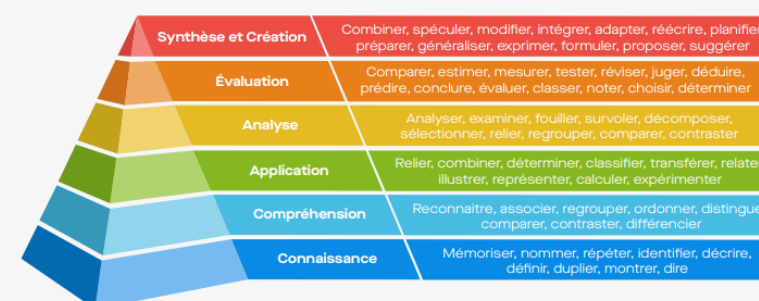 Synthèse et Création
Combiner, spéculer, modifier, intégrer, adapter, réécrire, planifier
préparer, généraliser, exprimer, formuler, proposer, suggérer
Évaluation
Comparer, estimer, mesurer, tester, réviser, juger, déduire,
prédire, conclure, évaluer, classer, noter, choisir, déterminer
Analyse
Analyser, examiner, fouiller, survoler, décomposer,
sélectionner, relier, regrouper, comparer, contraster
Application
Relier, combiner, déterminer, classifier, transférer, relate
illustrer, représenter, calculer, expérimenter
Compréhension
Reconnaitre, associer, regrouper, ordonner, distingue
comparer, contraster, différencier
Connaissance
Mémoriser, nommer, répéter, identifier, décrire,
définir, duplier, montrer, dire